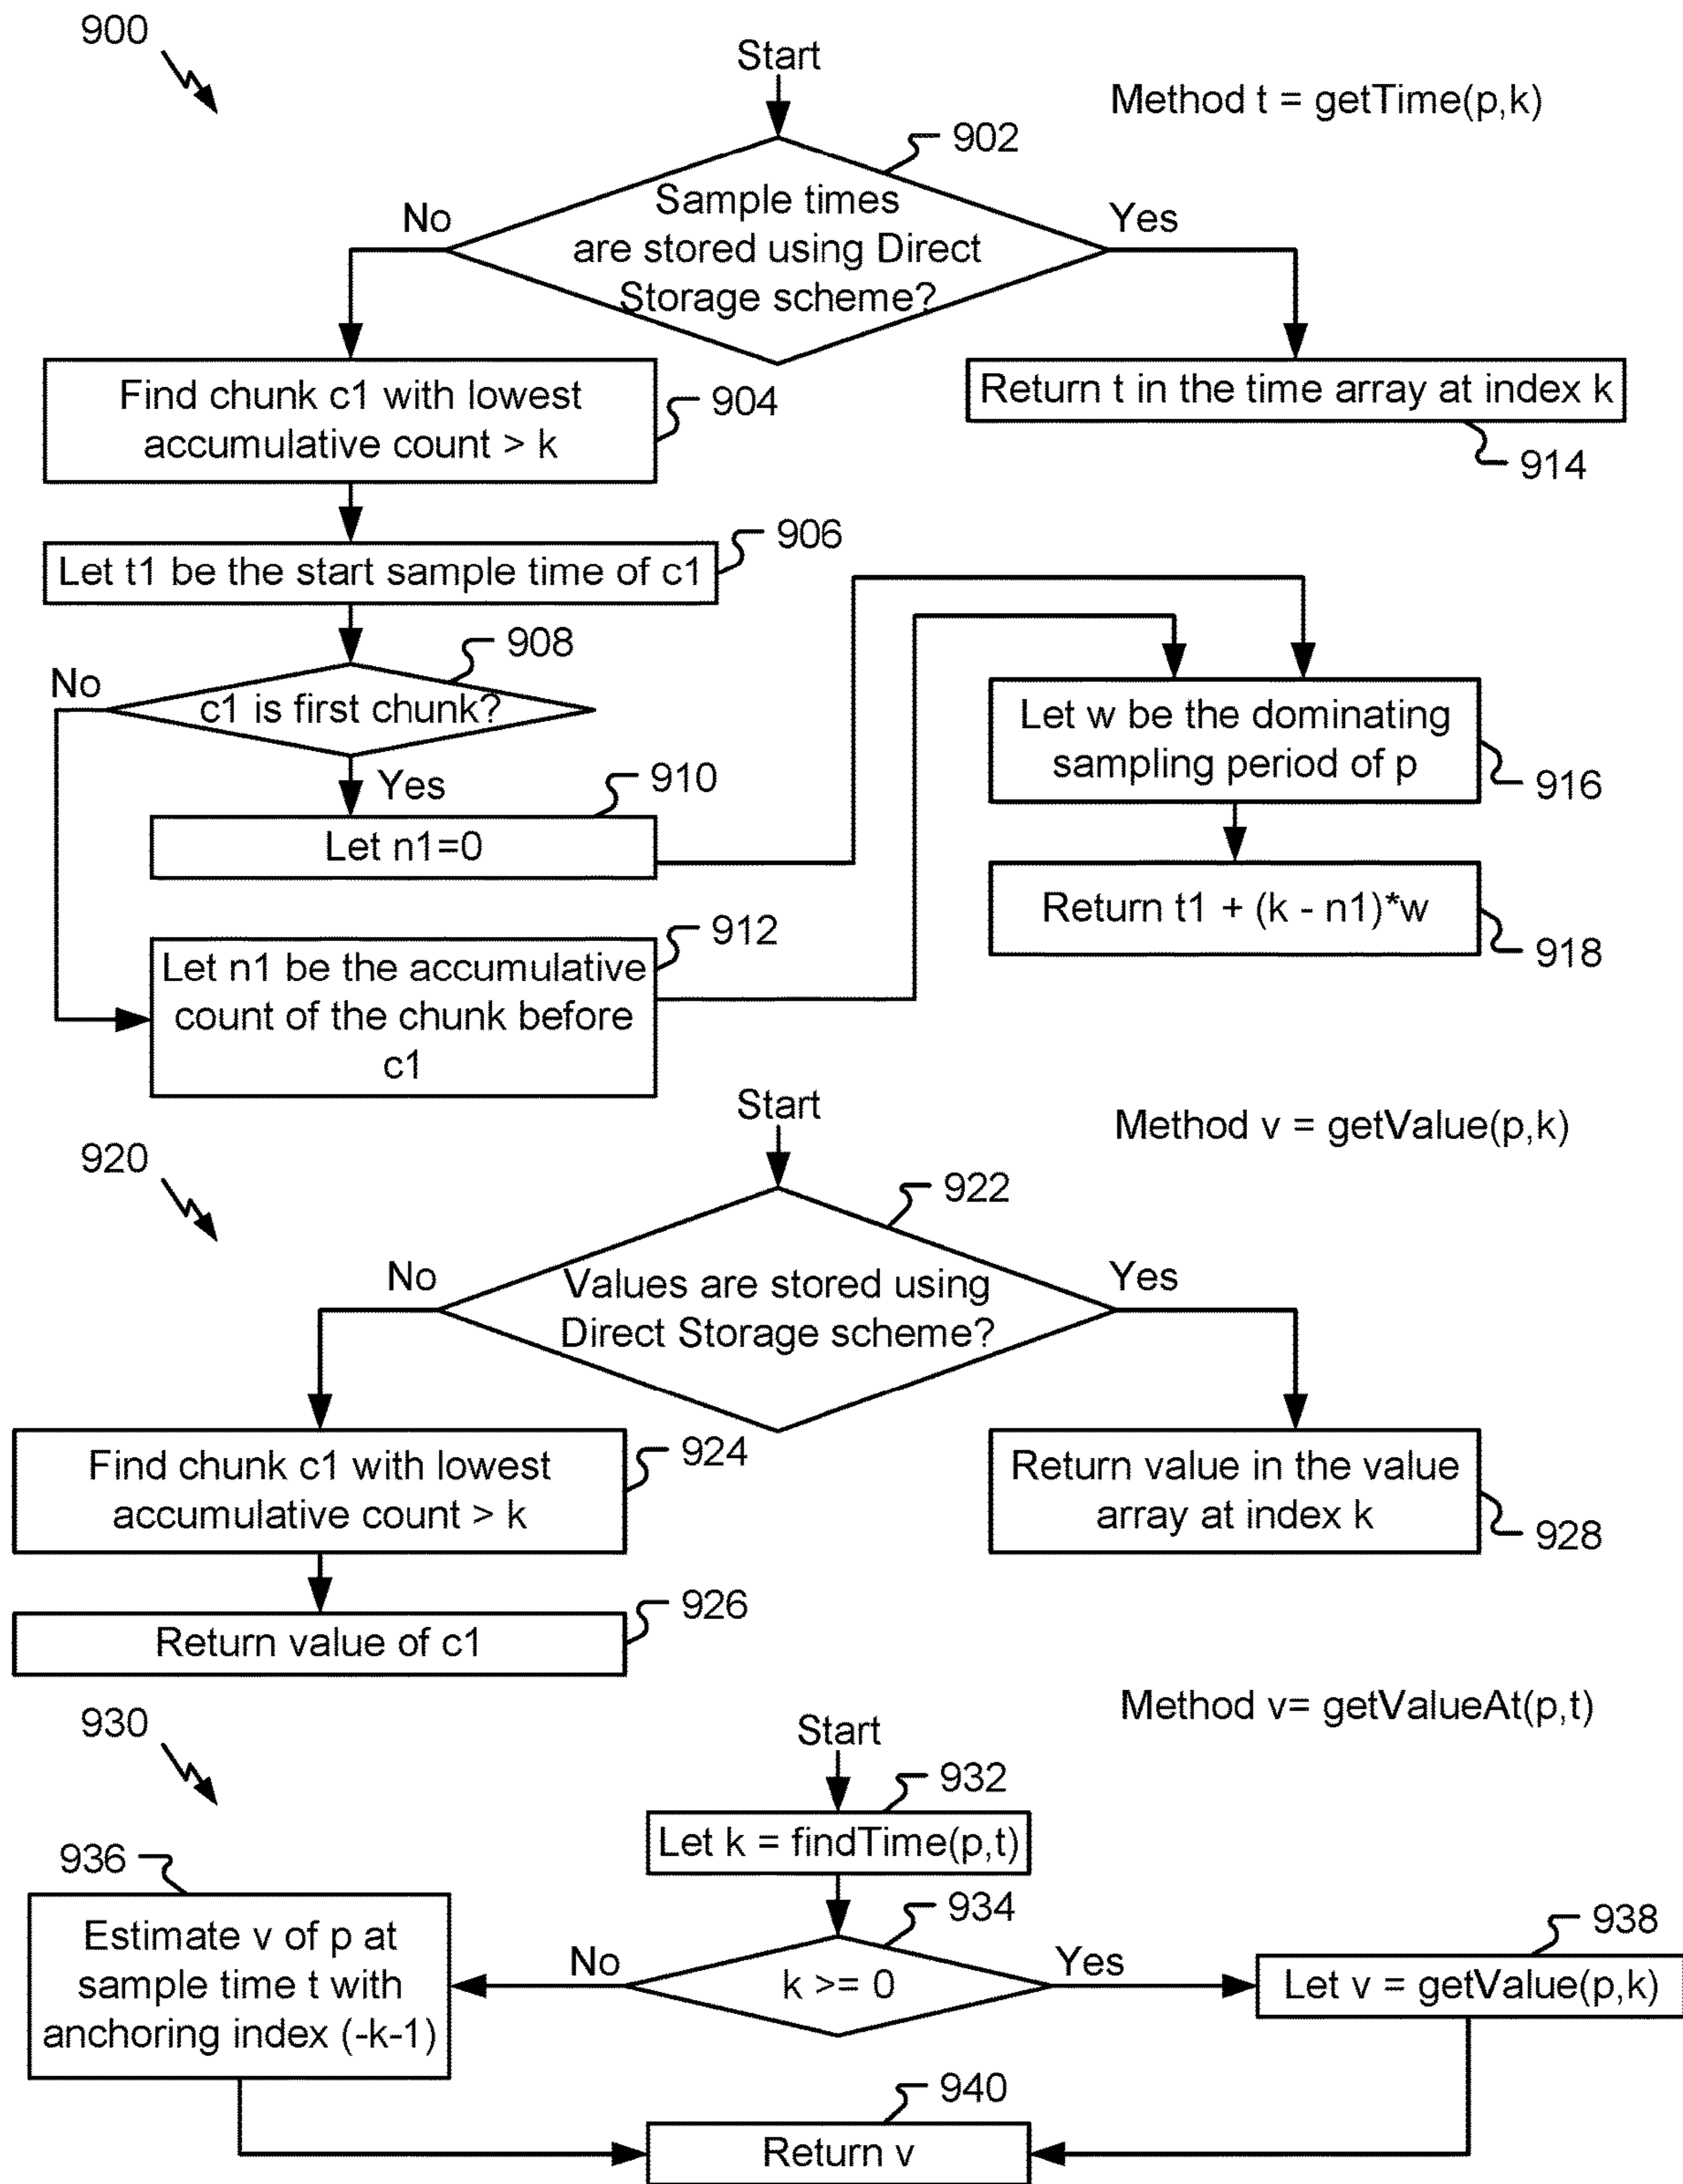 900
Start
Method t = getTime(p,k)
902
Sample times
are stored using Direct
Storage scheme?
No
Yes
Find chunk c1 with lowest
accumulative count > k
904
Return t in the time array at index k
914
Let t1 be the start sample time of c1
906
c1 is first chunk?
908
No
Yes
Let n1=0
910
Let n1 be the accumulative
count of the chunk before
c1
912
Let w be the dominating
sampling period of p
916
Return t1 + (k - n1)*w
918
920
Start
Method v = getValue(p,k)
922
Values are stored using
Direct Storage scheme?
No
Yes
Find chunk c1 with lowest
accumulative count > k
924
Return value of c1
926
Return value in the value
array at index k
928
930
Start
Method v= getValueAt(p,t)
932
Let k = findTime(p,t)
934
k >= 0
No
Yes
936
Estimate v of p at
sample time t with
anchoring index (-k-1)
938
Let v = getValue(p,k)
940
Return v